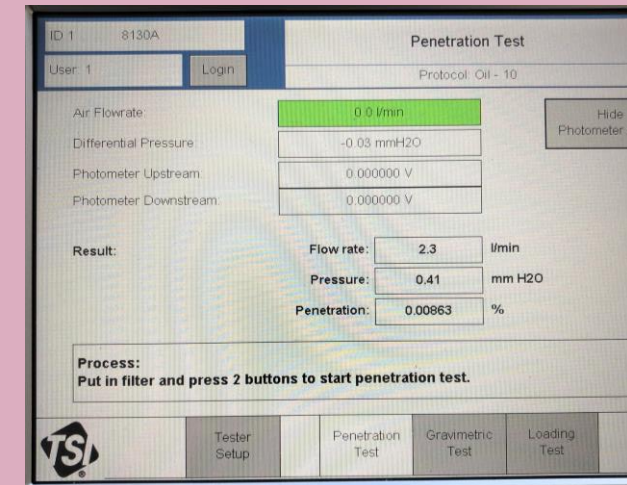 ID 1 8130A
Penetration Test
User: 1 Login
Protocol: Oil - 10
Air Flowrate: 0.0 l/min
Hide
Photometer
Differential Pressure: -0.03 mmH2O
Photometer Upstream: 0.000000 V
Photometer Downstream: 0.000000 V
Result: Flow rate: 2.3 l/min
Pressure: 0.41 mm H2O
Penetration: 0.00863 %
Process:
Put in filter and press 2 buttons to start penetration test.
TSI
Tester
Setup
Penetration
Test
Gravimetric
Test
Loading
Test